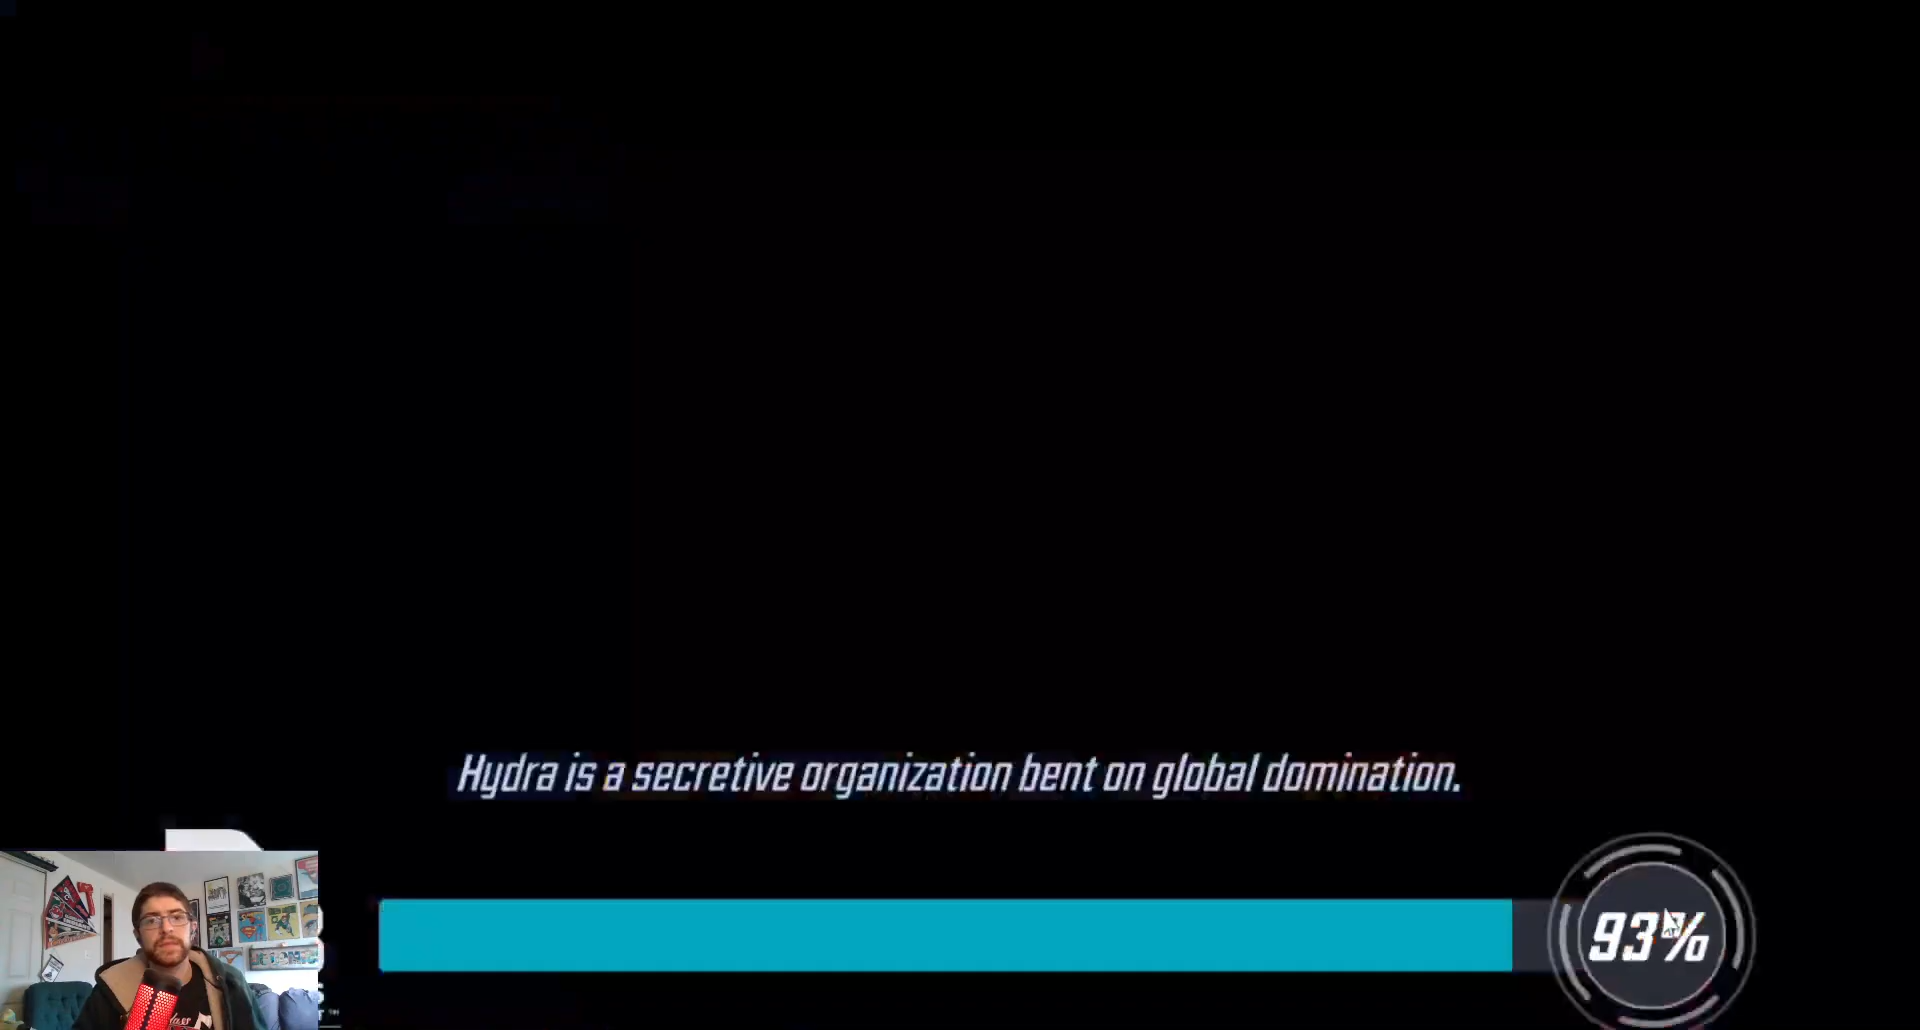 Hydra is a secretive organization bent on global domination.
93%